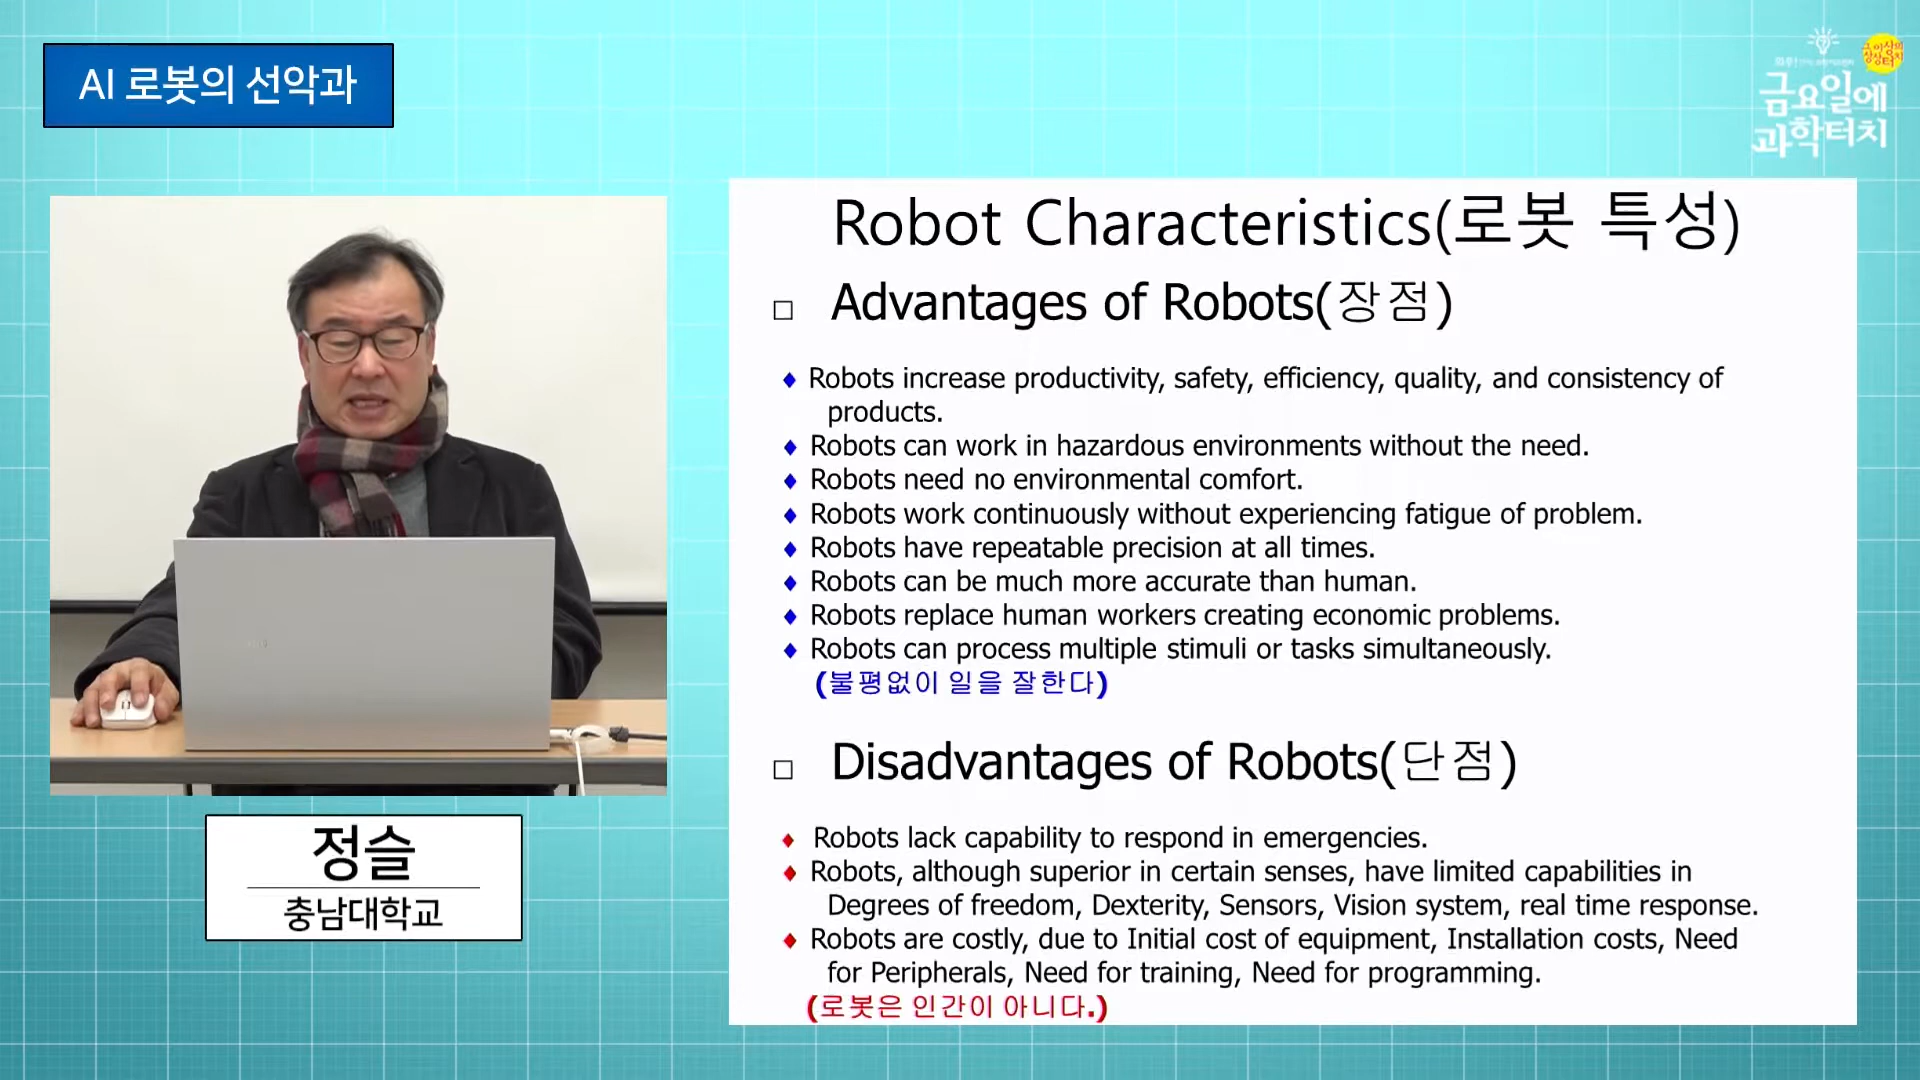 AI 로봇의 선악과
금요일에
과학터치
Robot Characteristics(로봇 특성)
□ Advantages of Robots(장점)
♦ Robots increase productivity, safety, efficiency, quality, and consistency of
products.
♦ Robots can work in hazardous environments without the need.
♦ Robots need no environmental comfort.
♦ Robots work continuously without experiencing fatigue of problem.
♦ Robots have repeatable precision at all times.
♦ Robots can be much more accurate than human.
♦ Robots replace human workers creating economic problems.
♦ Robots can process multiple stimuli or tasks simultaneously.
(불평없이 일을 잘한다)
□ Disadvantages of Robots(단점)
♦ Robots lack capability to respond in emergencies.
♦ Robots, although superior in certain senses, have limited capabilities in
Degrees of freedom, Dexterity, Sensors, Vision system, real time response.
♦ Robots are costly, due to Initial cost of equipment, Installation costs, Need
for Peripherals, Need for training, Need for programming.
(로봇은 인간이 아니다.)
정슬
충남대학교